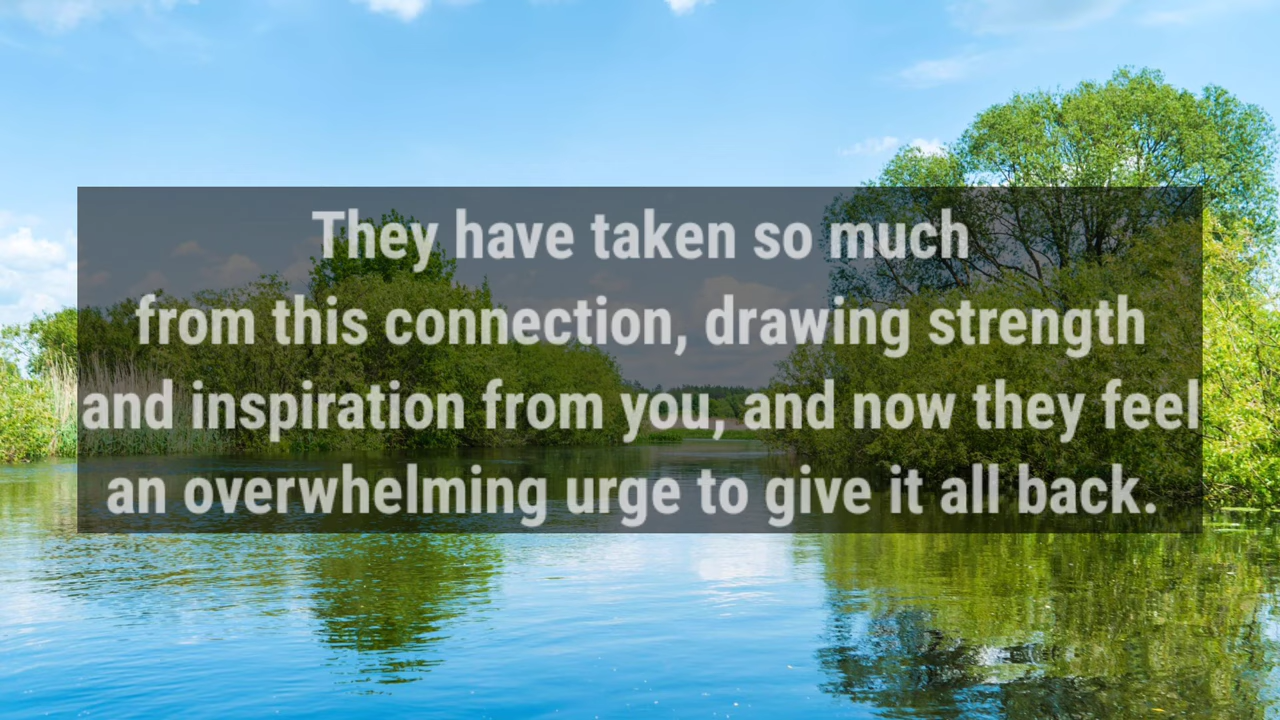 They have taken so much
from this connection, drawing strength
and inspiration from you, and now they feel
an overwhelming urge to give it all back.